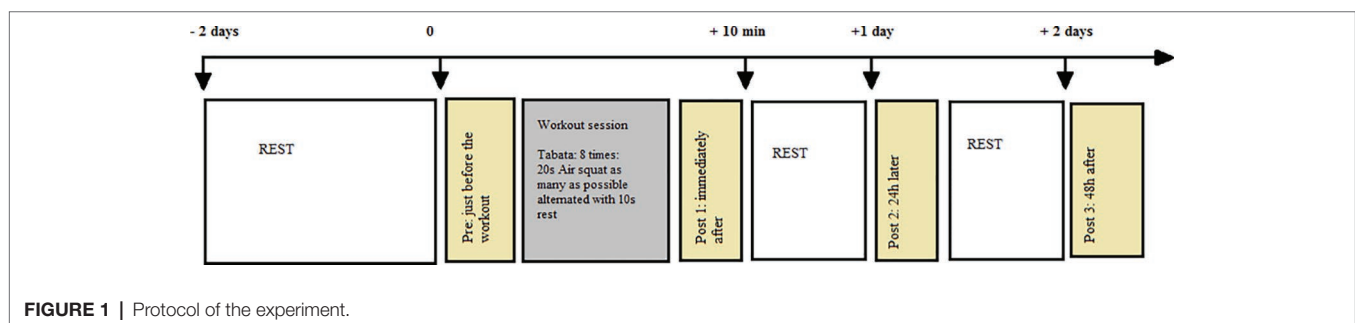 - 2 days
0
+ 10 min
+1 day
+ 2 days
REST
Pre: just before the
workout
Workout session
Tabata: 8 times:
20s Air squat as
many as possible
alternated with 10s
rest
Post 1: immediately
after
REST
Post 2: 24h later
REST
Post 3: 48h after
FIGURE 1 | Protocol of the experiment.